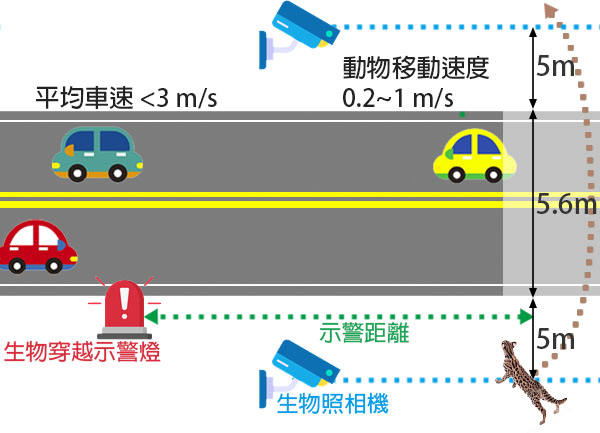 5m
平均車速 <3 m/s
動物移動速度
0.2~1 m/s
5.6m
示警距離
5m
生物穿越示警燈
生物照相機